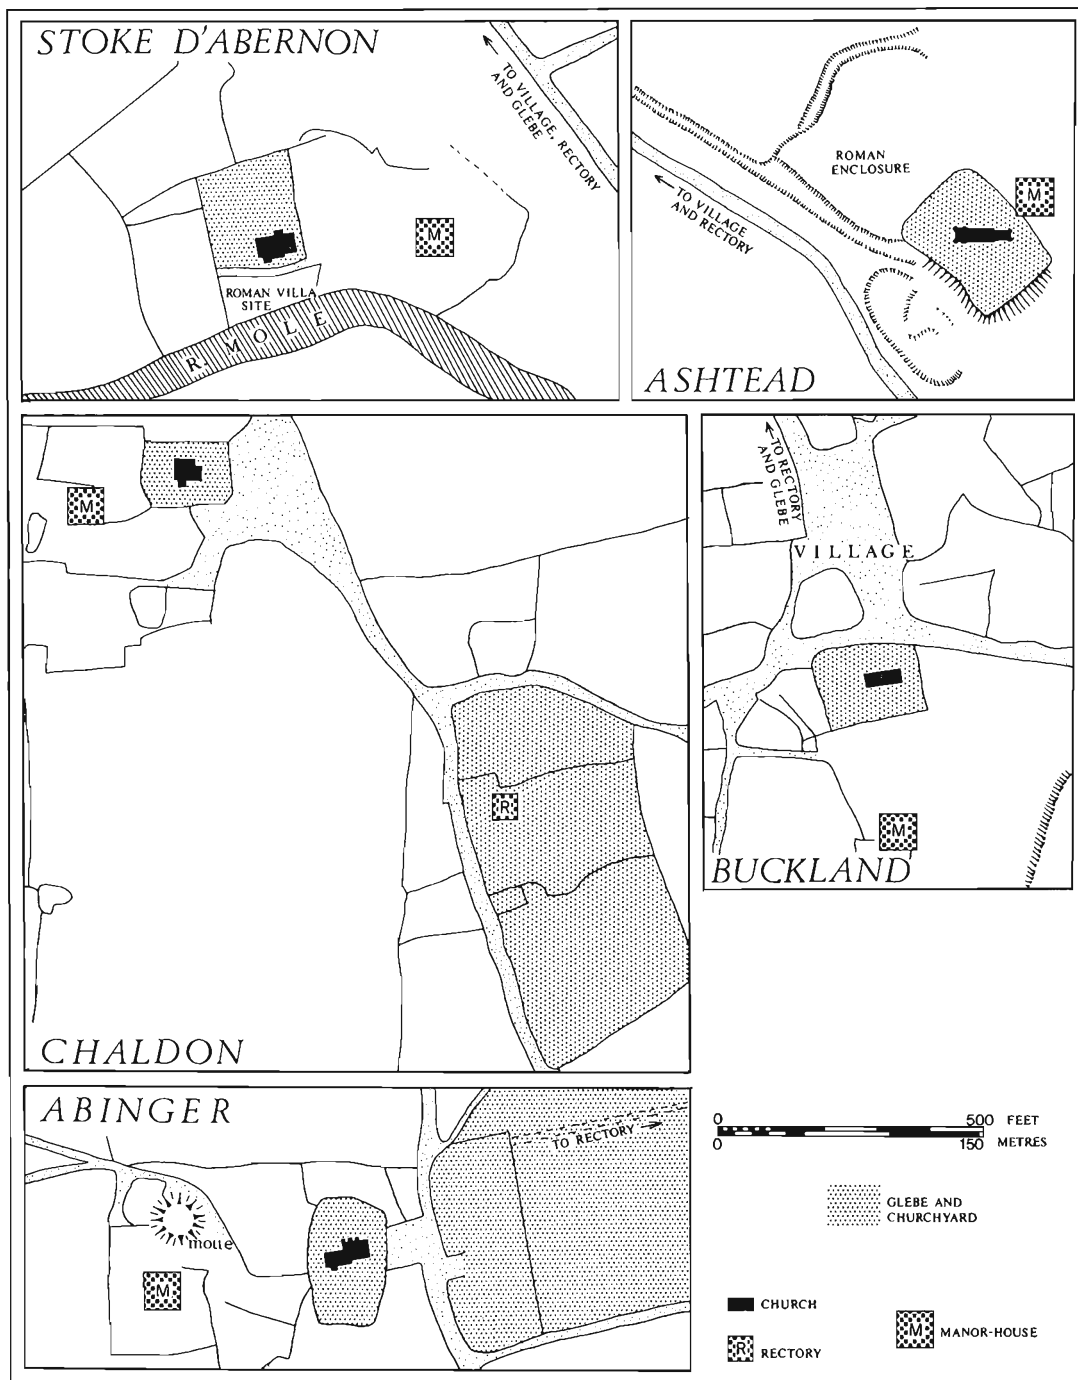 STOKE D'ABERNON
TO VILLAGE, RECTORY
AND GLEBE
M
ROMAN VILLA
SITE
R. MOLE
ROMAN
ENCLOSURE
M
TO VILLAGE
AND RECTORY
ASHTEAD
M
R
CHALDON
TO RECTORY
AND GLEBE
VILLAGE
M
BUCKLAND
ABINGER
TO RECTORY
motte
M
0 500 FEET
0 150 METRES
GLEBE AND
CHURCHYARD
CHURCH
R RECTORY
M MANOR-HOUSE